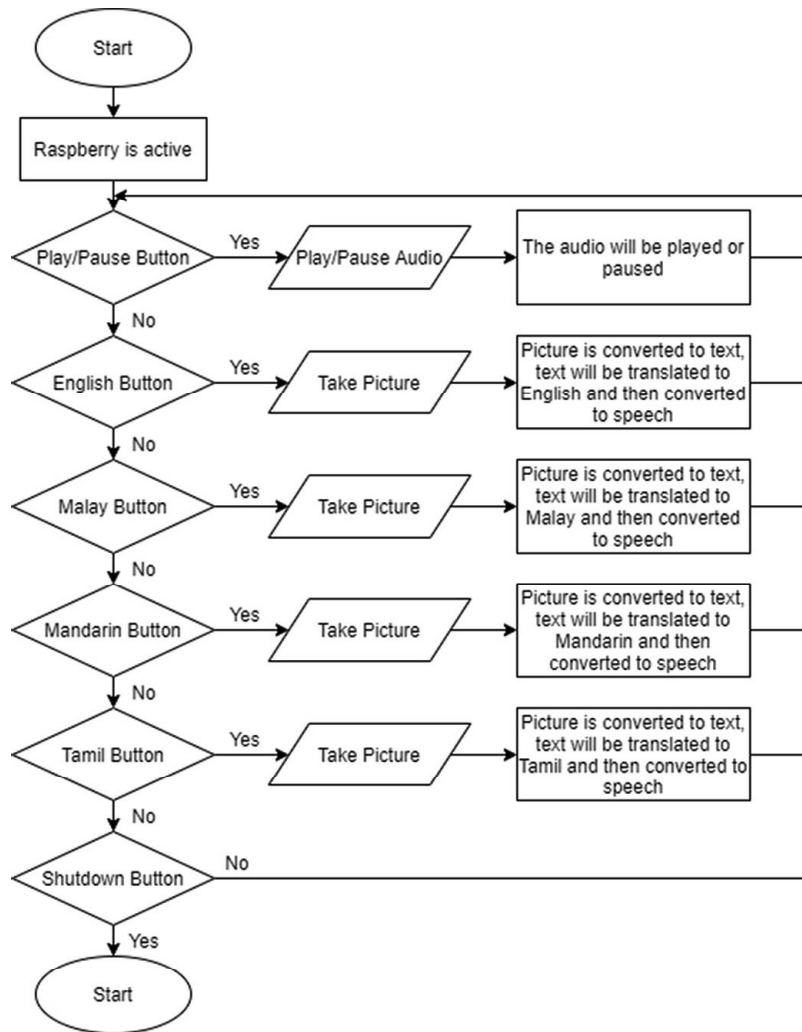 Start
Raspberry is active
Play/Pause Button
Yes
Play/Pause Audio
The audio will be played or
paused
No
English Button
Yes
Take Picture
Picture is converted to text,
text will be translated to
English and then converted
to speech
No
Malay Button
Yes
Take Picture
Picture is converted to text,
text will be translated to
Malay and then converted
to speech
No
Mandarin Button
Yes
Take Picture
Picture is converted to text,
text will be translated to
Mandarin and then
converted to speech
No
Tamil Button
Yes
Take Picture
Picture is converted to text,
text will be translated to
Tamil and then converted to
speech
No
Shutdown Button
No
Yes
Start